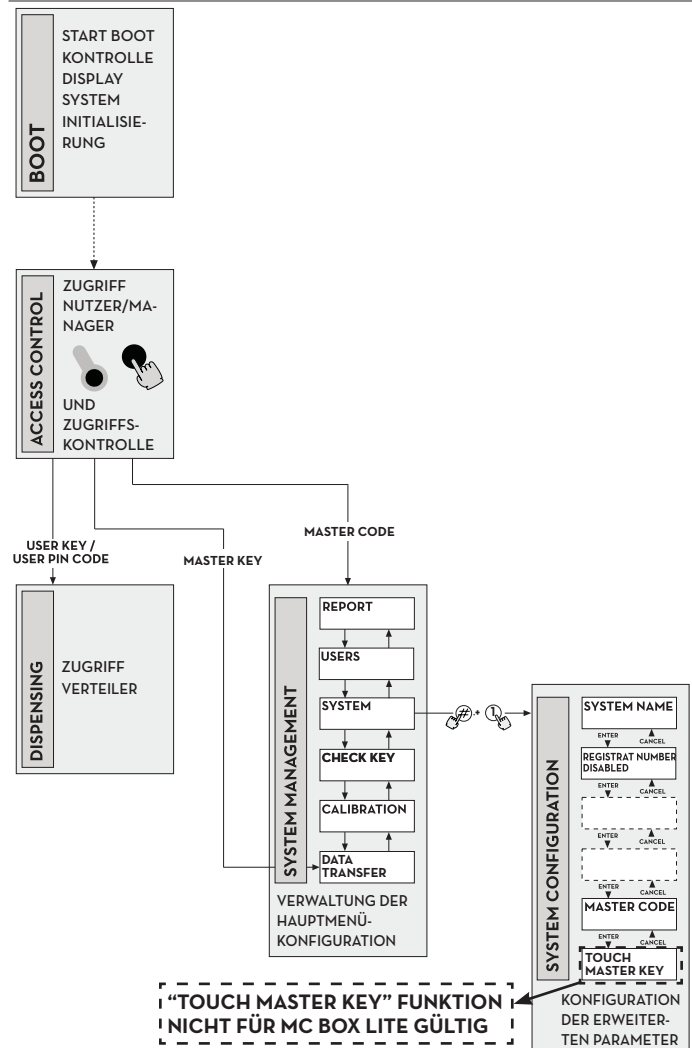 BOOT
START BOOT
KONTROLLE
DISPLAY
SYSTEM
INITIALISIE-
RUNG
ACCESS CONTROL
ZUGRIFF
NUTZER/MA-
NAGER
UND
ZUGRIFFS-
KONTROLLE
USER KEY /
USER PIN CODE
MASTER KEY
MASTER CODE
DISPENSING
ZUGRIFF
VERTEILER
SYSTEM MANAGEMENT
REPORT
USERS
SYSTEM
CHECK KEY
CALIBRATION
DATA
TRANSFER
VERWALTUNG DER
HAUPTMENÜ-
KONFIGURATION
# + 1
SYSTEM CONFIGURATION
SYSTEM NAME
ENTER CANCEL
REGISTRAT NUMBER
DISABLED
ENTER CANCEL
ENTER CANCEL
ENTER CANCEL
MASTER CODE
ENTER CANCEL
TOUCH
MASTER KEY
KONFIGURATION
DER ERWEITER-
TEN PARAMETER
“TOUCH MASTER KEY” FUNKTION
NICHT FÜR MC BOX LITE GÜLTIG